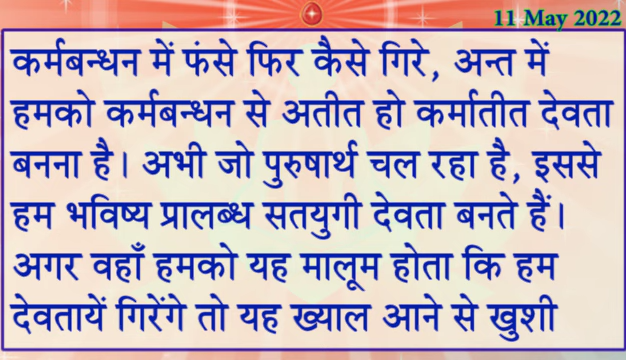 11 May 2022
कर्मबन्धन में फंसे फिर कैसे गिरे, अन्त में
हमको कर्मबन्धन से अतीत हो कर्मातीत देवता
बनना है। अभी जो पुरुषार्थ चल रहा है, इससे
हम भविष्य प्रालब्ध सतयुगी देवता बनते हैं।
अगर वहाँ हमको यह मालूम होता कि हम
देवतायें गिरेंगे तो यह ख्याल आने से खुशी